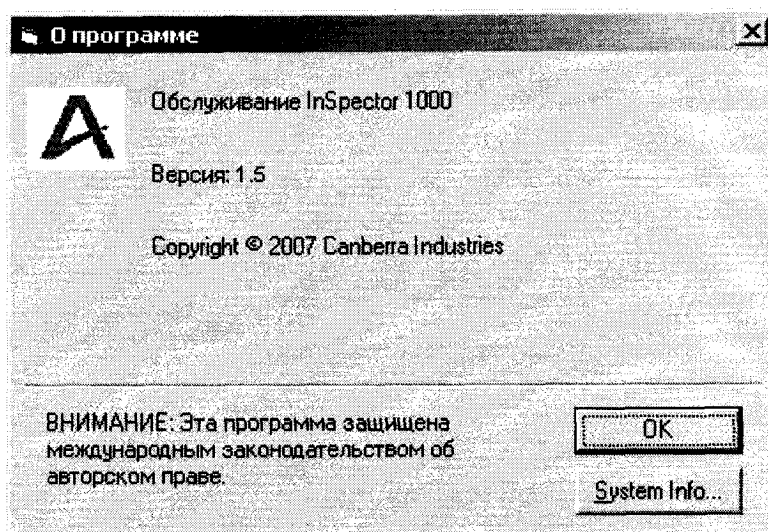 О программе
Обслуживание InSpector 1000
Версия: 1.5
Copyright © 2007 Canberra Industries
ВНИМАНИЕ: Эта программа защищена
международным законодательством об
авторском праве.
OK
System Info...